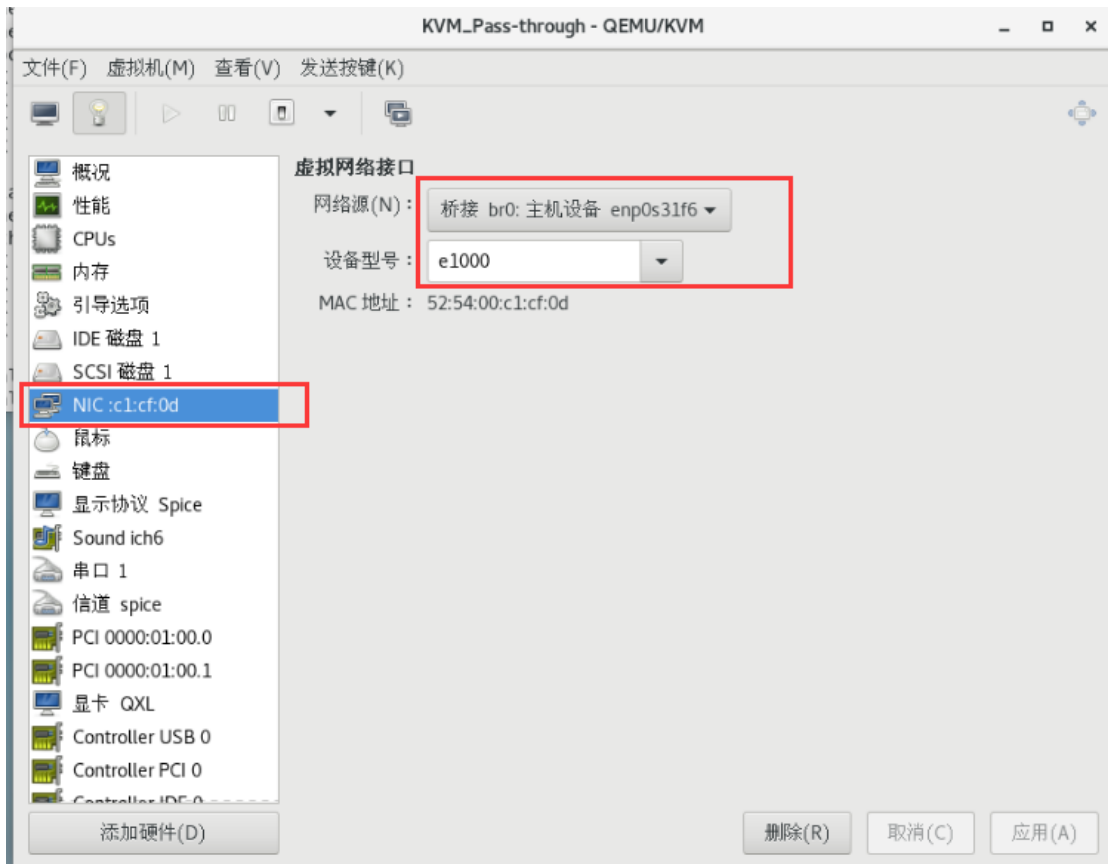 KVM_Pass-through - QEMU/KVM
文件(F) 虚拟机(M) 查看(V) 发送按键(K)
概况
性能
CPUs
内存
引导选项
IDE 磁盘 1
SCSI 磁盘 1
NIC :c1:cf:0d
鼠标
键盘
显示协议 Spice
Sound ich6
串口 1
信道 spice
PCI 0000:01:00.0
PCI 0000:01:00.1
显卡 QXL
Controller USB 0
Controller PCI 0
Controller IDE 0
添加硬件(D)
虚拟网络接口
网络源(N)： 桥接 br0: 主机设备 enp0s31f6
设备型号： e1000
MAC 地址： 52:54:00:c1:cf:0d
删除(R) 取消(C) 应用(A)